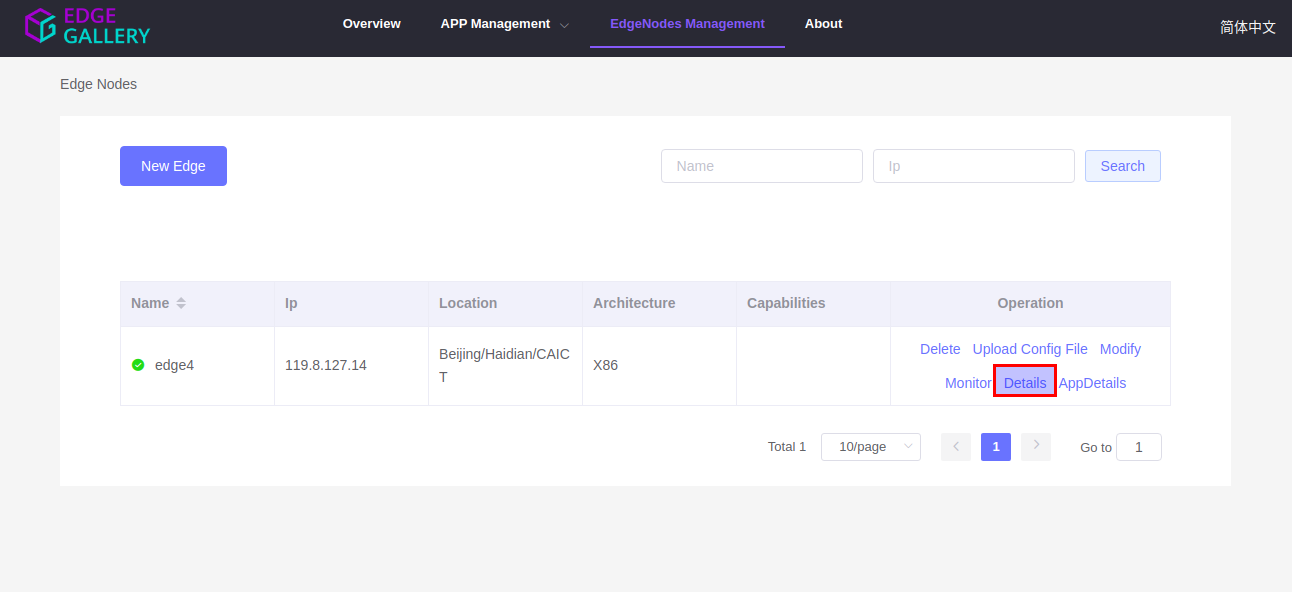 EDGE
GALLERY
Overview APP Management EdgeNodes Management About 简体中文
Edge Nodes
New Edge Name Ip Search
Name Ip Location Architecture Capabilities Operation
edge4 119.8.127.14 Beijing/Haidian/CAIC
T X86 Delete Upload Config File Modify
Monitor Details AppDetails
Total 1 10/page 1 Go to 1